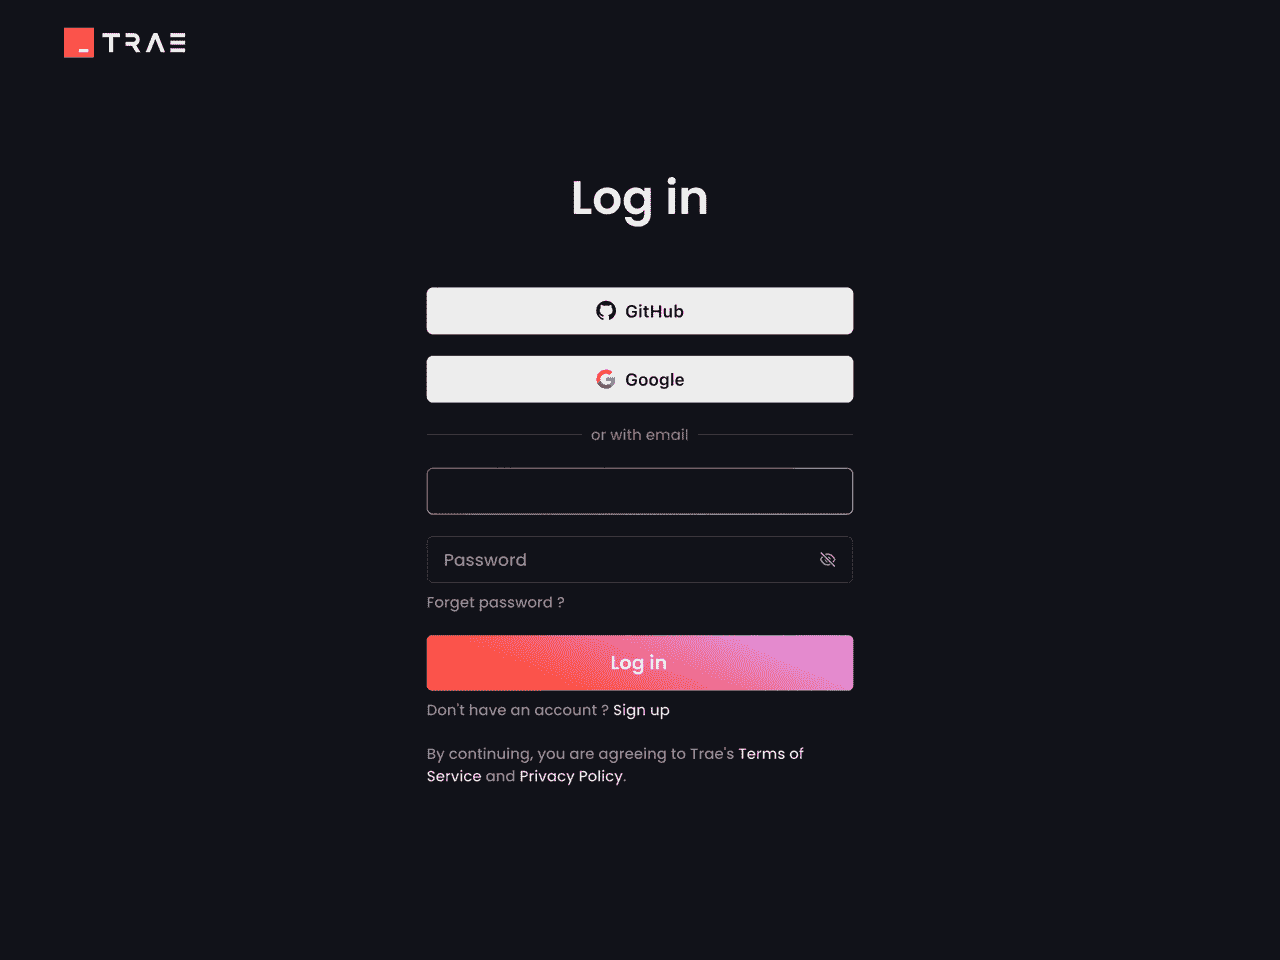 TRAE
Log in
GitHub
Google
or with email
Password
Forget password ?
Log in
Don't have an account ? Sign up
By continuing, you are agreeing to Trae's Terms of
Service and Privacy Policy.